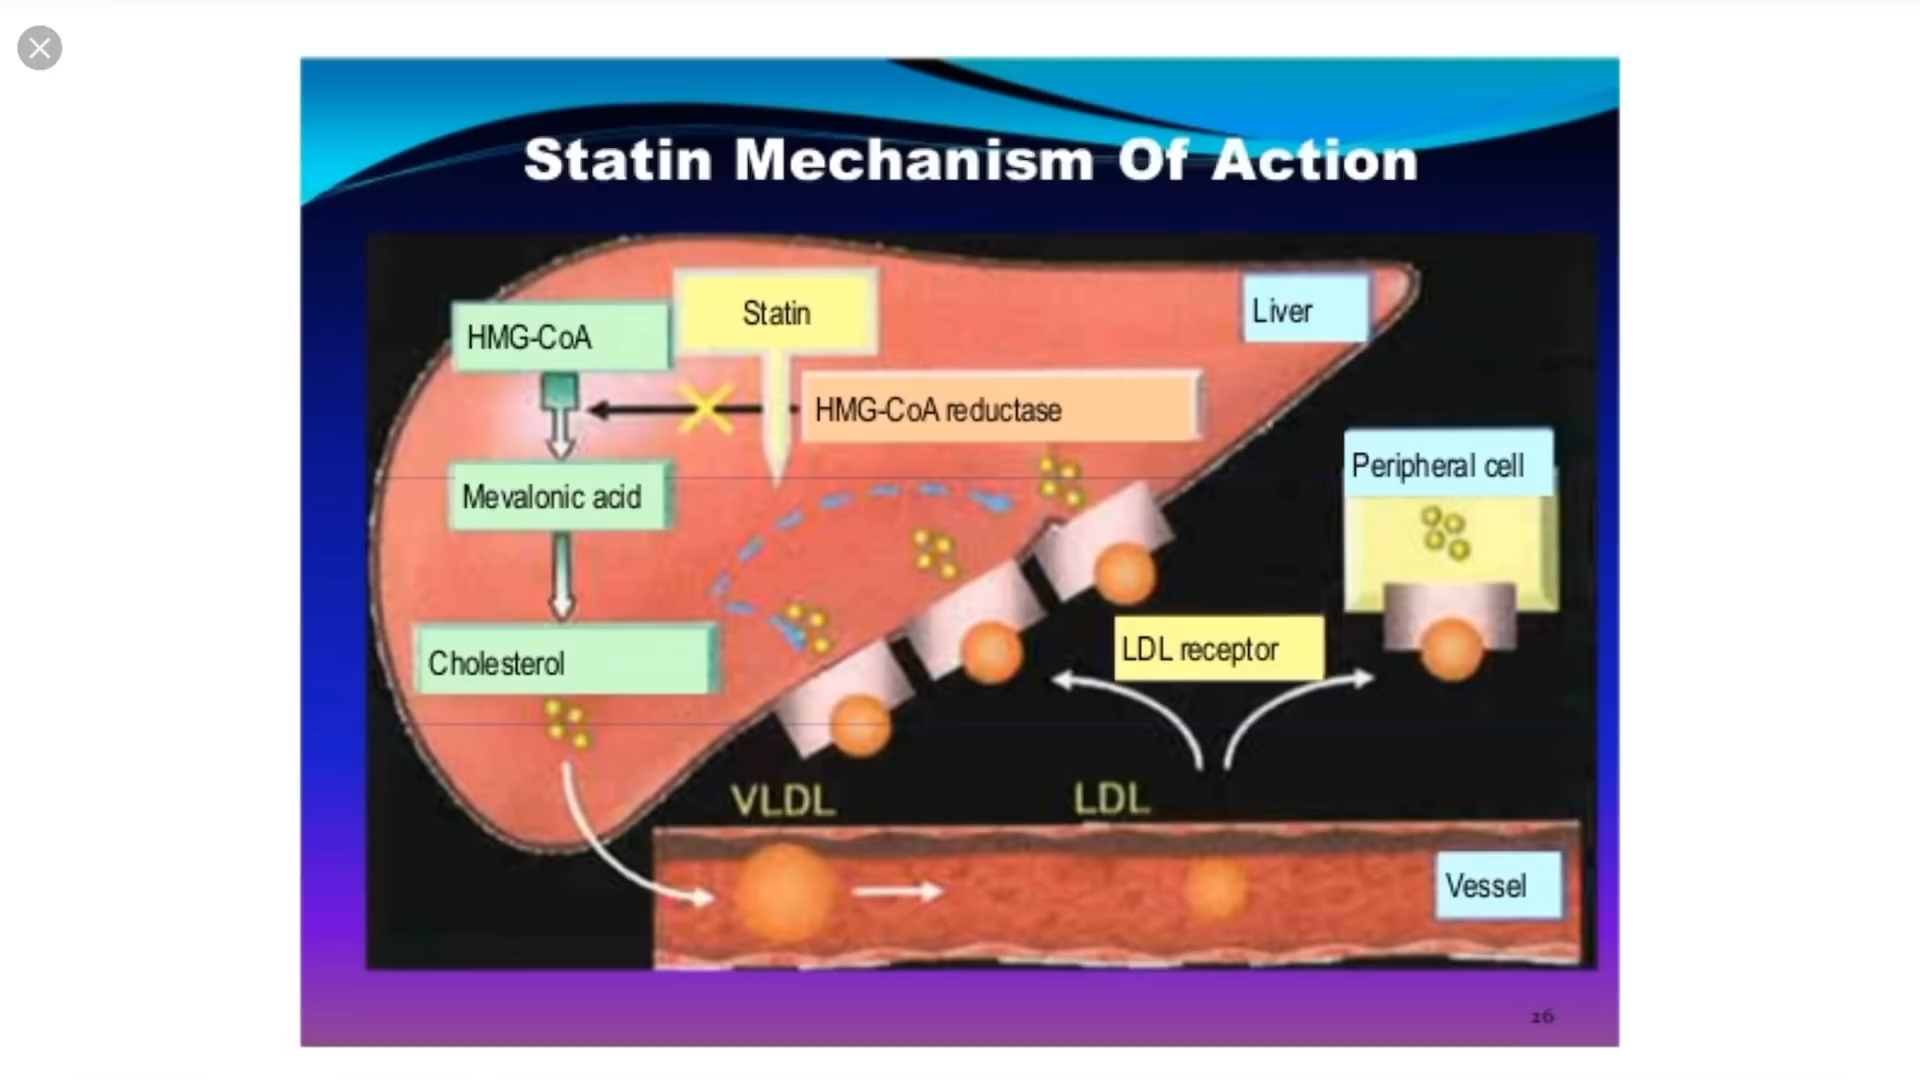 Statin Mechanism Of Action
Statin
Liver
HMG-CoA
HMG-CoA reductase
Peripheral cell
Mevalonic acid
LDL receptor
Cholesterol
VLDL
LDL
Vessel
26